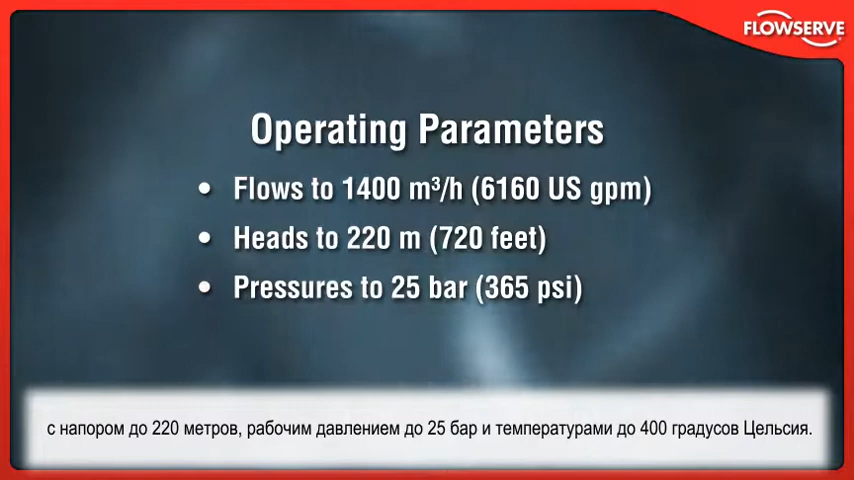 FLOWSERVE
Operating Parameters
• Flows to 1400 m³/h (6160 US gpm)
• Heads to 220 m (720 feet)
• Pressures to 25 bar (365 psi)
с напором до 220 метров, рабочим давлением до 25 бар и температурами до 400 градусов Цельсия.